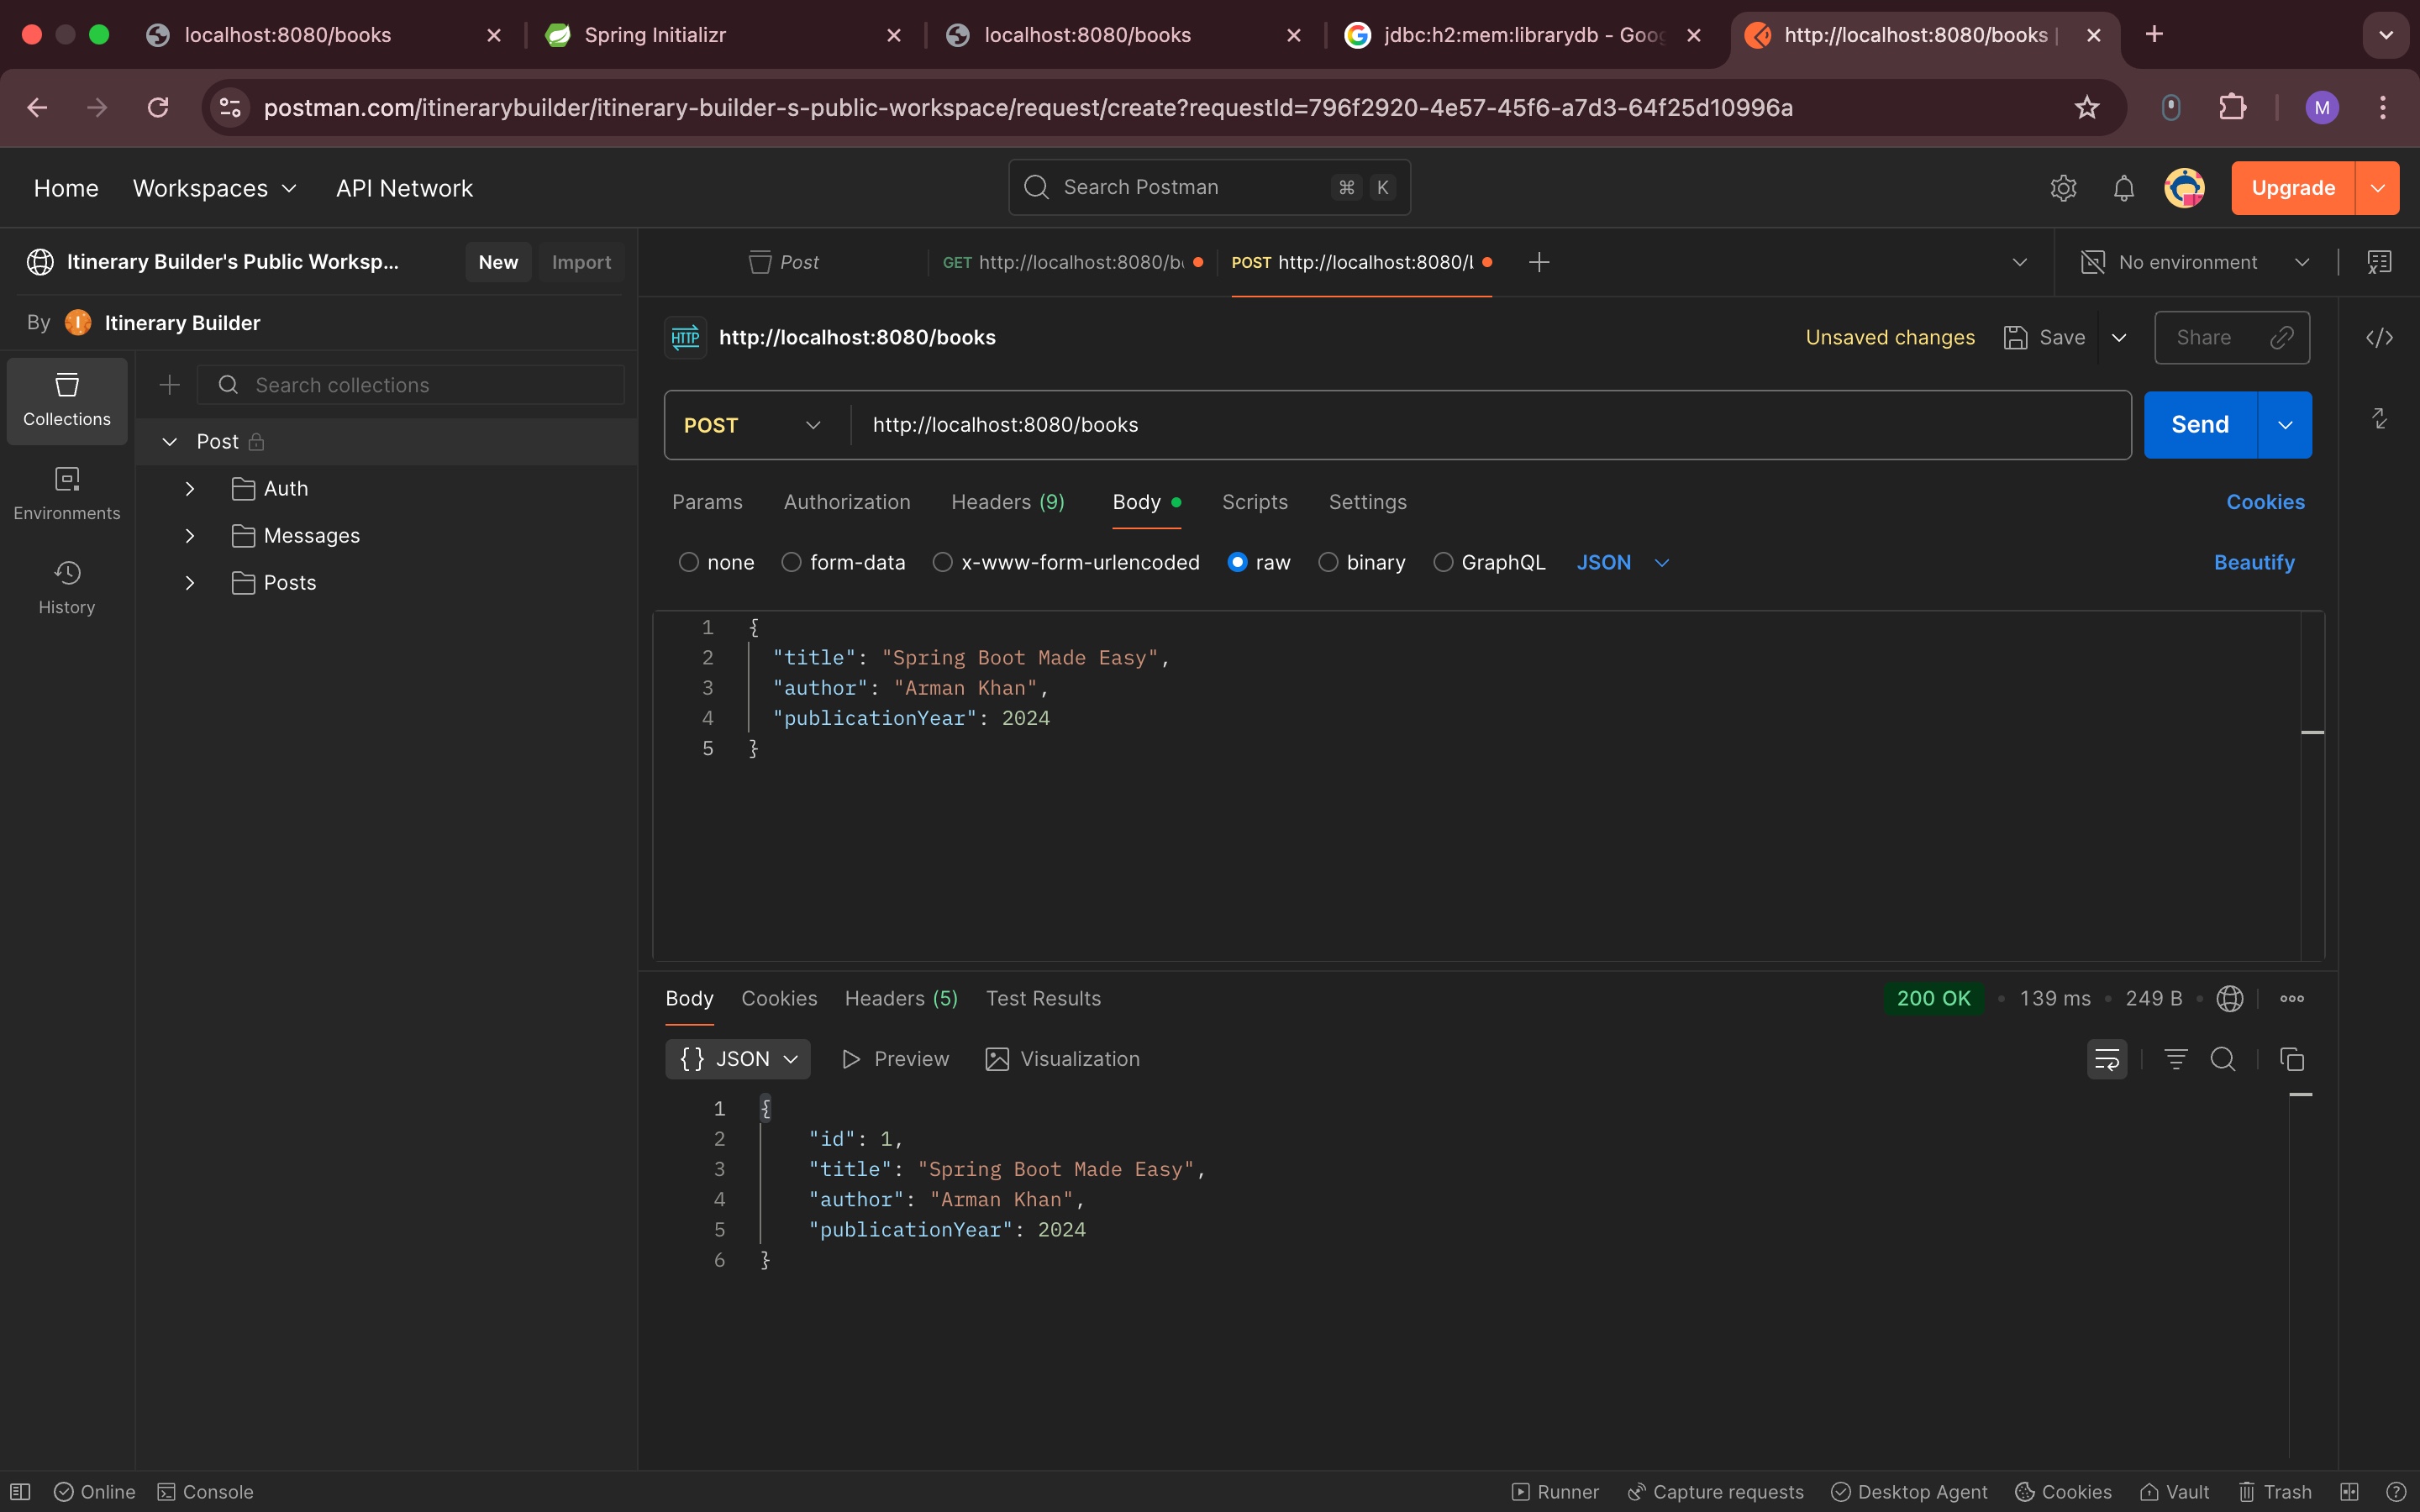 localhost:8080/books
Spring Initializr
localhost:8080/books
jdbc:h2:mem:librarydb - Goog
http://localhost:8080/books |
postman.com/itinerarybuilder/itinerary-builder-s-public-workspace/request/create?requestId=796f2920-4e57-45f6-a7d3-64f25d10996a
M
Home Workspaces API Network
Search Postman ⌘ K
Upgrade
Itinerary Builder's Public Worksp... New Import
Post
GET http://localhost:8080/b
POST http://localhost:8080/
No environment
By I Itinerary Builder
HTTP http://localhost:8080/books
Unsaved changes Save Share
Collections
Environments
History
Search collections
Post
Auth
Messages
Posts
POST http://localhost:8080/books Send
Params Authorization Headers (9) Body Scripts Settings Cookies
none form-data x-www-form-urlencoded raw binary GraphQL JSON Beautify
1 {
2 "title": "Spring Boot Made Easy",
3 "author": "Arman Khan",
4 "publicationYear": 2024
5 }
Body Cookies Headers (5) Test Results 200 OK • 139 ms • 249 B
{} JSON Preview Visualization
1 {
2 "id": 1,
3 "title": "Spring Boot Made Easy",
4 "author": "Arman Khan",
5 "publicationYear": 2024
6 }
Online Console Runner Capture requests Desktop Agent Cookies Vault Trash